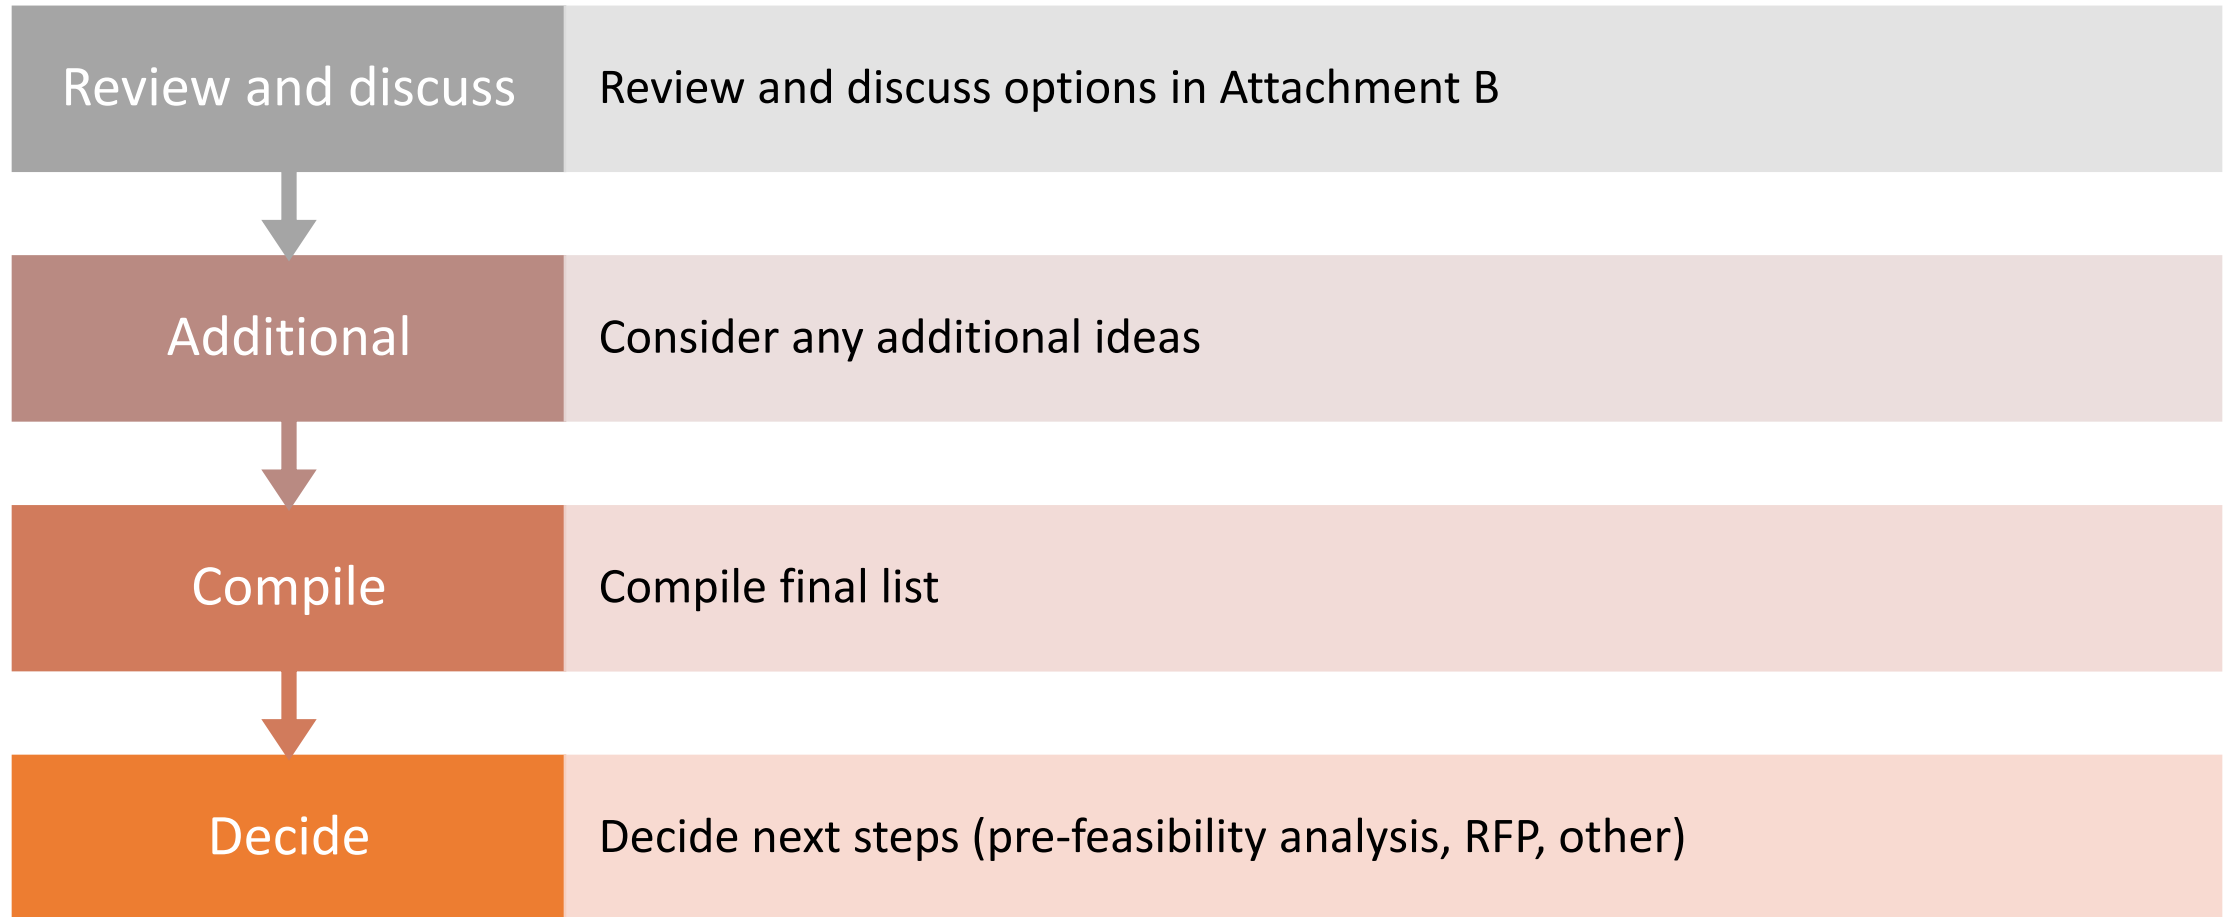 Review and discuss
Review and discuss options in Attachment B
Additional
Consider any additional ideas
Compile
Compile final list
Decide
Decide next steps (pre-feasibility analysis, RFP, other)